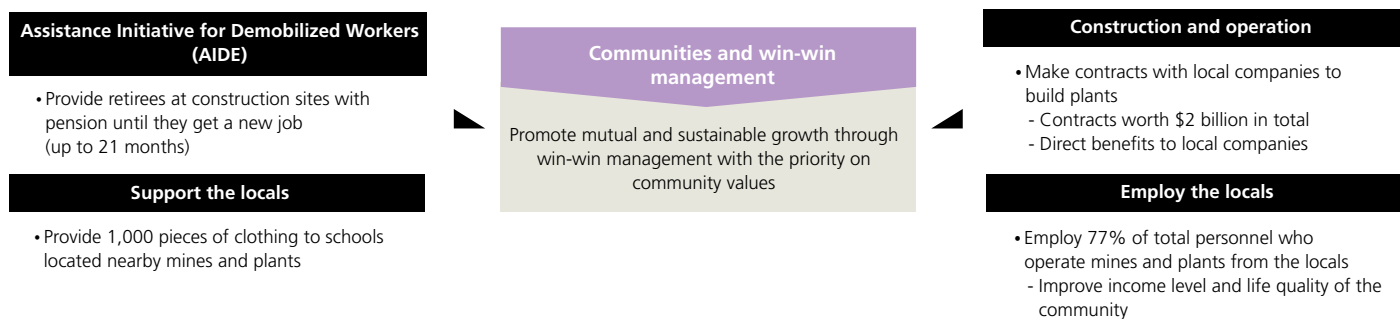 Assistance Initiative for Demobilized Workers
(AIDE)
• Provide retirees at construction sites with
pension until they get a new job
(up to 21 months)
Support the locals
• Provide 1,000 pieces of clothing to schools
located nearby mines and plants
Communities and win-win
management
Promote mutual and sustainable growth through
win-win management with the priority on
community values
Construction and operation
• Make contracts with local companies to
build plants
- Contracts worth $2 billion in total
- Direct benefits to local companies
Employ the locals
• Employ 77% of total personnel who
operate mines and plants from the locals
- Improve income level and life quality of the
community